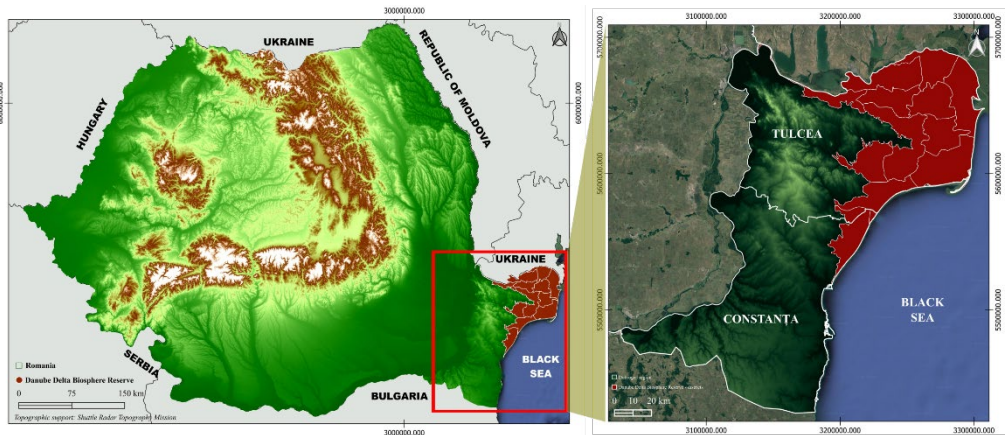 3000000.000
UKRAINE
REPUBLIC OF MOLDOVA
6000000.000
6000000.000
HUNGARY
UKRAINE
BLACK
SEA
SERBIA
BULGARIA
Romania
Danube Delta Biosphere Reserve
0 75 150 km
Topographic support: Shuttle Radar Topography Mission
3000000.000
3100000.000 3200000.000 3300000.000
5700000.000
5700000.000
N
TULCEA
5600000.000
5600000.000
BLACK
SEA
CONSTANȚA
5500000.000
5500000.000
0 10 20 km
3100000.000 3200000.000 3300000.000